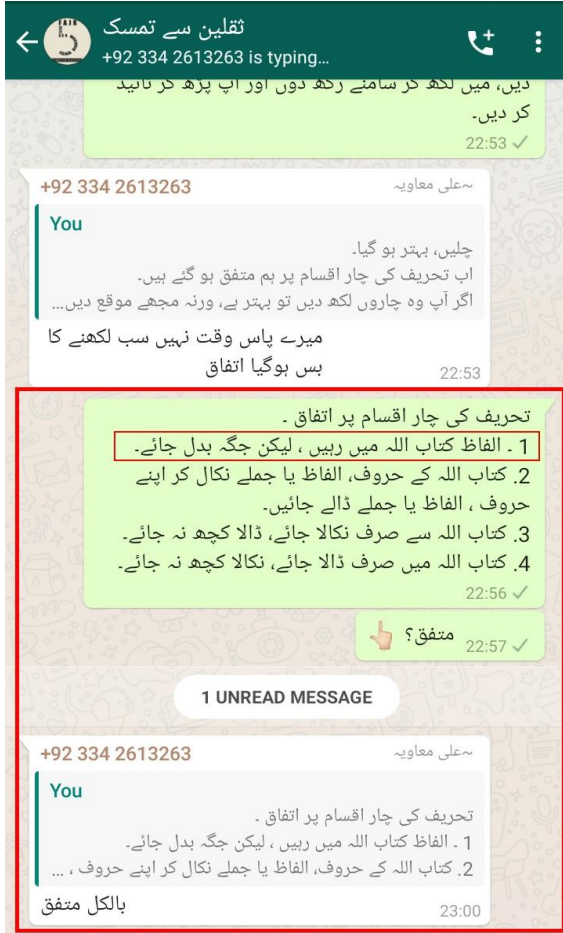 ثقلین سے تمسک
+92 334 2613263 is typing...
دیں، میں لکھ کر سامنے رکھ دوں اور آپ پڑھ کر تائید
کر دیں۔
22:53
+92 334 2613263 ~علی معاویہ
You
چلیں، بہتر ہو گیا۔
اب تحریف کی چار اقسام پر ہم متفق ہو گئے ہیں۔
اگر آپ وہ چاروں لکھ دیں تو بہتر ہے، ورنہ مجھے موقع دیں...
میرے پاس وقت نہیں سب لکھنے کا
بس ہوگیا اتفاق
22:53
تحریف کی چار اقسام پر اتفاق ۔
1 ۔ الفاظ کتاب اللہ میں رہیں ، لیکن جگہ بدل جائے۔
2. کتاب اللہ کے حروف، الفاظ یا جملے نکال کر اپنے
حروف ، الفاظ یا جملے ڈالے جائیں۔
3. کتاب اللہ سے صرف نکالا جائے، ڈالا کچھ نہ جائے۔
4. کتاب اللہ میں صرف ڈالا جائے، نکالا کچھ نہ جائے۔
22:56
متفق؟ 👆🏻
22:57
1 UNREAD MESSAGE
+92 334 2613263 ~علی معاویہ
You
تحریف کی چار اقسام پر اتفاق ۔
1 ۔ الفاظ کتاب اللہ میں رہیں ، لیکن جگہ بدل جائے۔
2. کتاب اللہ کے حروف، الفاظ یا جملے نکال کر اپنے حروف ، ...
بالکل متفق
23:00